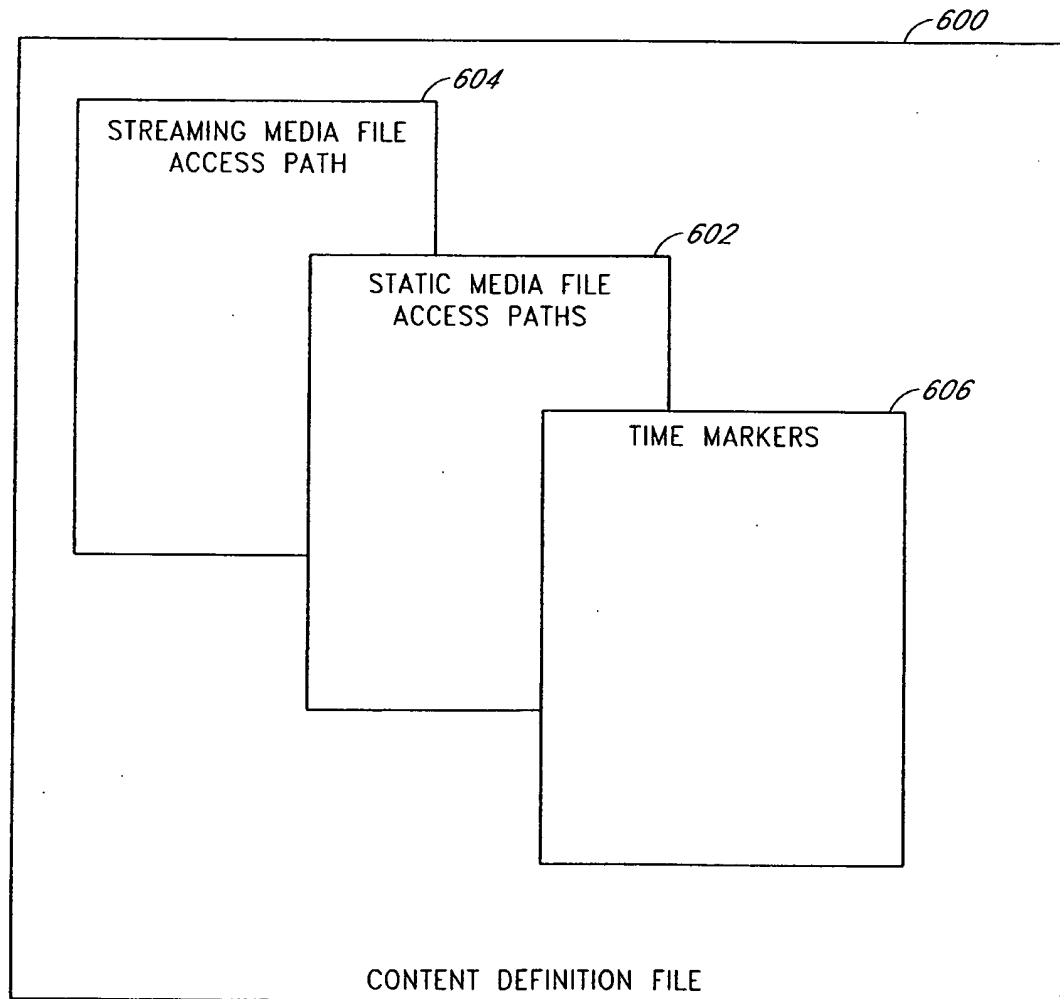 600
604
STREAMING MEDIA FILE
ACCESS PATH
602
STATIC MEDIA FILE
ACCESS PATHS
606
TIME MARKERS
CONTENT DEFINITION FILE